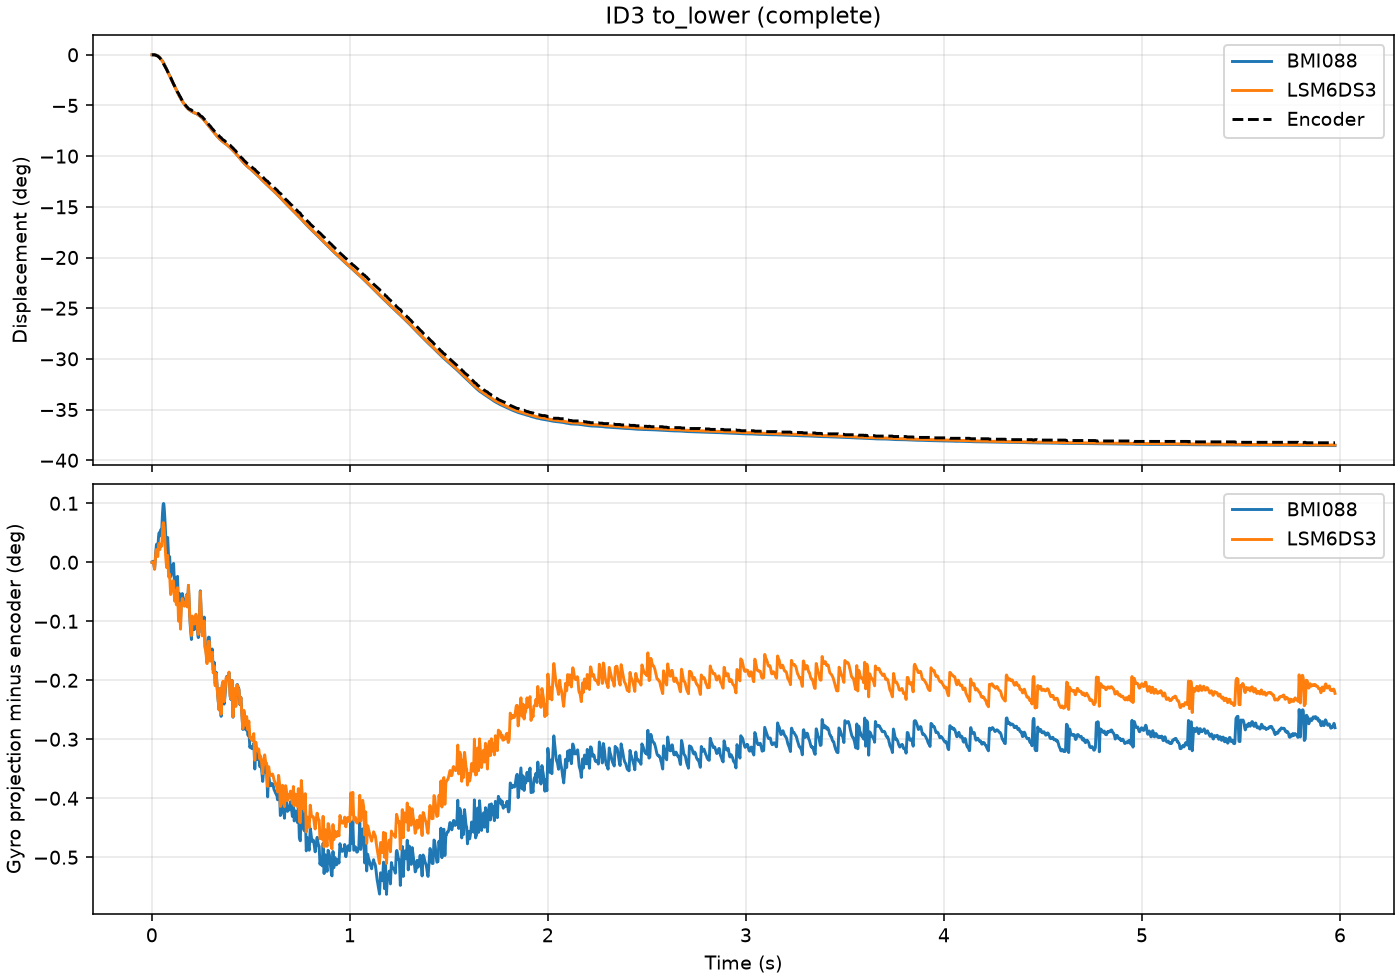 ID3 to_lower (complete)
Displacement (deg)
0
−5
−10
−15
−20
−25
−30
−35
−40
BMI088
LSM6DS3
Encoder
Gyro projection minus encoder (deg)
0.1
0.0
−0.1
−0.2
−0.3
−0.4
−0.5
BMI088
LSM6DS3
0 1 2 3 4 5 6
Time (s)